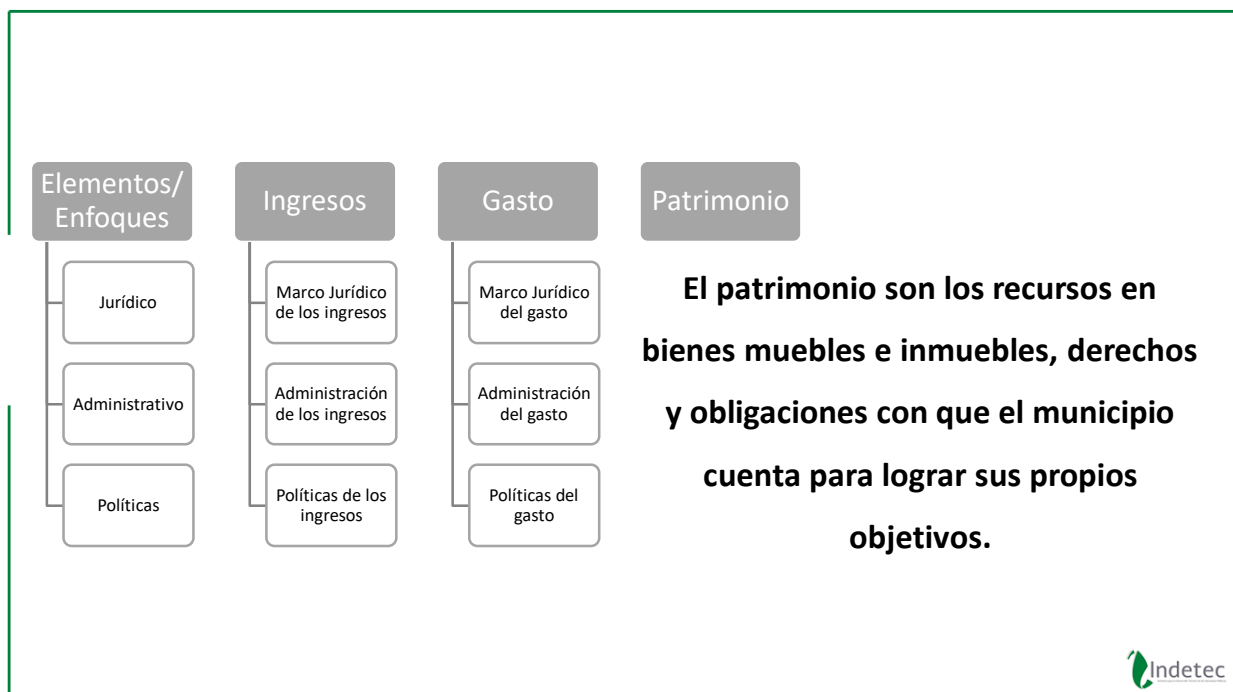 Elementos/
Enfoques
Jurídico
Administrativo
Políticas
Ingresos
Marco Jurídico
de los ingresos
Administración
de los ingresos
Políticas de los
ingresos
Gasto
Marco Jurídico
del gasto
Administración
del gasto
Políticas del
gasto
Patrimonio
El patrimonio son los recursos en
bienes muebles e inmuebles, derechos
y obligaciones con que el municipio
cuenta para lograr sus propios
objetivos.
Indetec